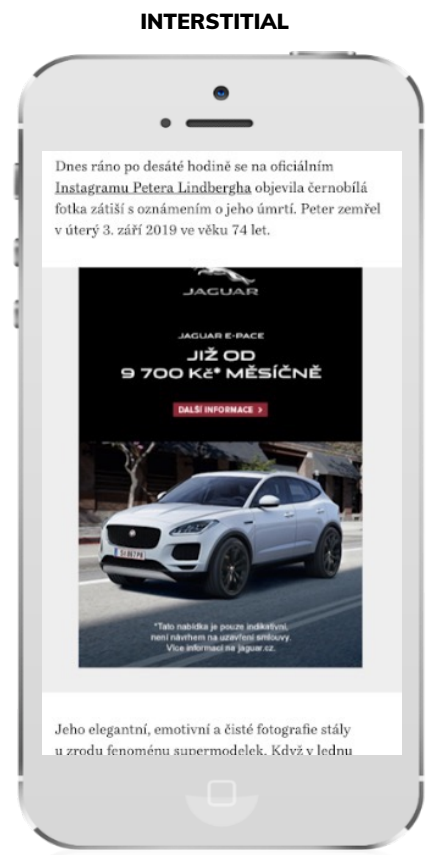 INTERSTITIAL
Dnes ráno po desáté hodině se na oficiálním
Instagramu Petera Lindbergha objevila černobílá
fotka zátiší s oznámením o jeho úmrtí. Peter zemřel
v úterý 3. září 2019 ve věku 74 let.
JAGUAR
JAGUAR E-PACE
JIŽ OD
9 700 Kč* MĚSÍČNĚ
DALŠÍ INFORMACE >
*Tato nabídka je pouze indikativní,
není návrhem na uzavření smlouvy.
Více informací na jaguar.cz.
Jeho elegantní, emotivní a čisté fotografie stály
u zrodu fenoménu supermodelek. Když v lednu